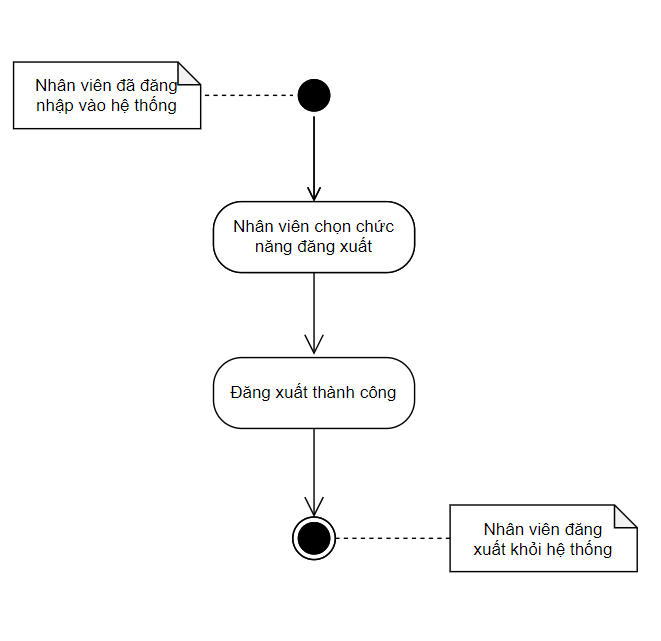 Nhân viên đã đăng
nhập vào hệ thống
Nhân viên chọn chức
năng đăng xuất
Đăng xuất thành công
Nhân viên đăng
xuất khỏi hệ thống